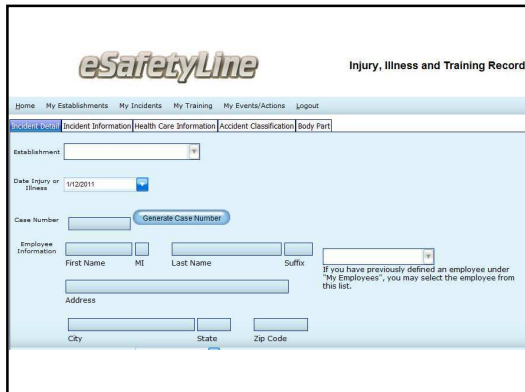 eSafetyLine
Injury, Illness and Training Record
Home My Establishments My Incidents My Training My Events/Actions Logout
Incident Detail Incident Information Health Care Information Accident Classification Body Part
Establishment
Date Injury or
Illness
1/12/2011
Case Number
Generate Case Number
Employee
Information
First Name MI Last Name Suffix
If you have previously defined an employee under
"My Employees", you may select the employee from
this list.
Address
City State Zip Code